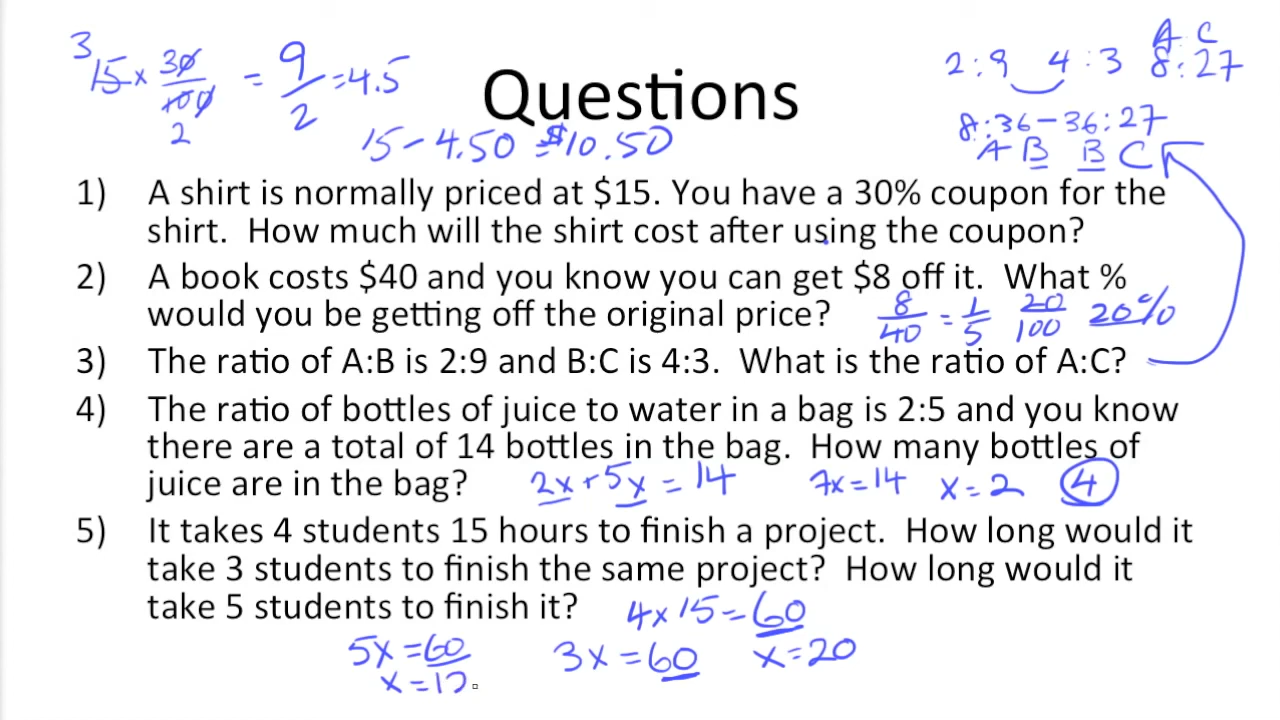 3
15 x 30/100 = 9/2 = 4.5
2
2:9 4:3 A:C
8:27
Questions
15 - 4.50 = $10.50
8:36 - 36:27
A B B C
1) A shirt is normally priced at $15. You have a 30% coupon for the
shirt. How much will the shirt cost after using the coupon?
2) A book costs $40 and you know you can get $8 off it. What %
would you be getting off the original price? 8/40 = 1/5 20/100 20%
3) The ratio of A:B is 2:9 and B:C is 4:3. What is the ratio of A:C?
4) The ratio of bottles of juice to water in a bag is 2:5 and you know
there are a total of 14 bottles in the bag. How many bottles of
juice are in the bag? 2x + 5x = 14 7x = 14 x = 2 4
5) It takes 4 students 15 hours to finish a project. How long would it
take 3 students to finish the same project? How long would it
take 5 students to finish it? 4 x 15 = 60
5x = 60 3x = 60 x = 20
x = 12